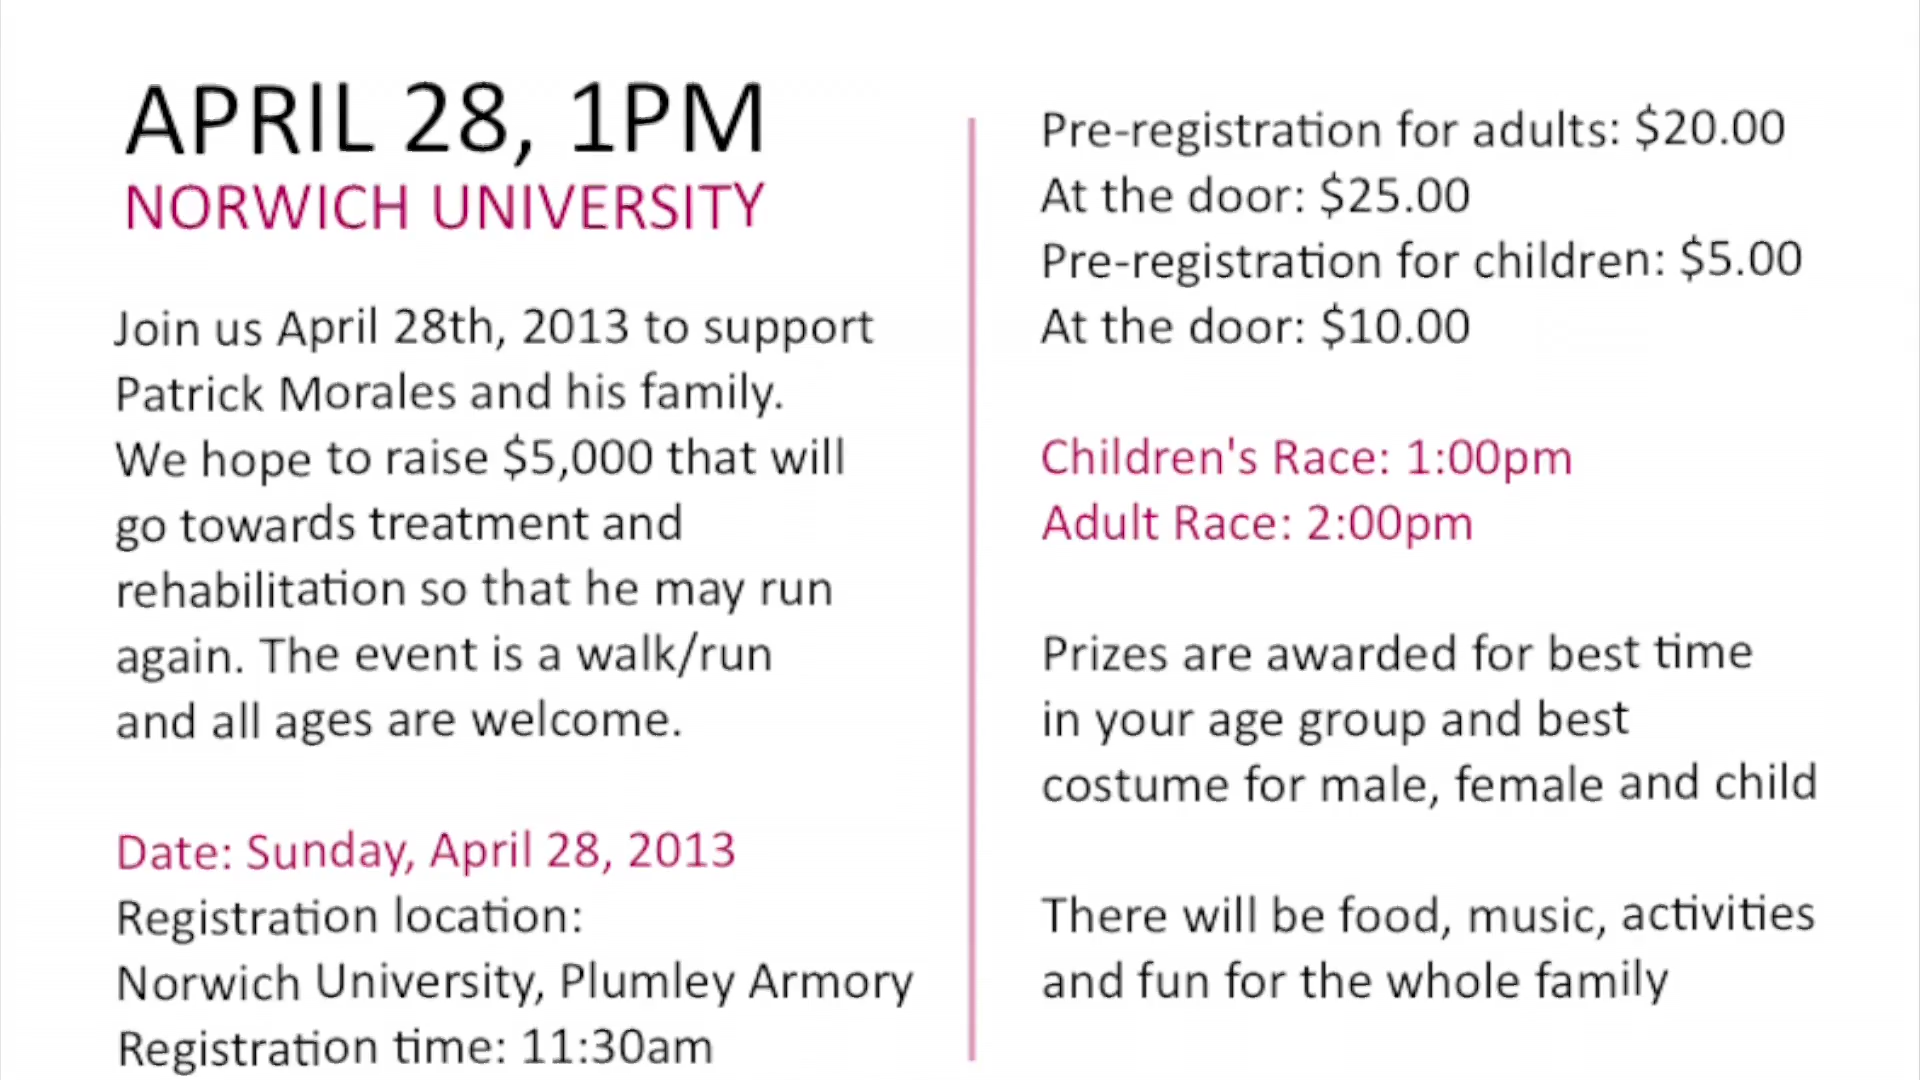 APRIL 28, 1PM
NORWICH UNIVERSITY
Join us April 28th, 2013 to support
Patrick Morales and his family.
We hope to raise $5,000 that will
go towards treatment and
rehabilitation so that he may run
again. The event is a walk/run
and all ages are welcome.
Date: Sunday, April 28, 2013
Registration location:
Norwich University, Plumley Armory
Registration time: 11:30am
Pre-registration for adults: $20.00
At the door: $25.00
Pre-registration for children: $5.00
At the door: $10.00
Children's Race: 1:00pm
Adult Race: 2:00pm
Prizes are awarded for best time
in your age group and best
costume for male, female and child
There will be food, music, activities
and fun for the whole family